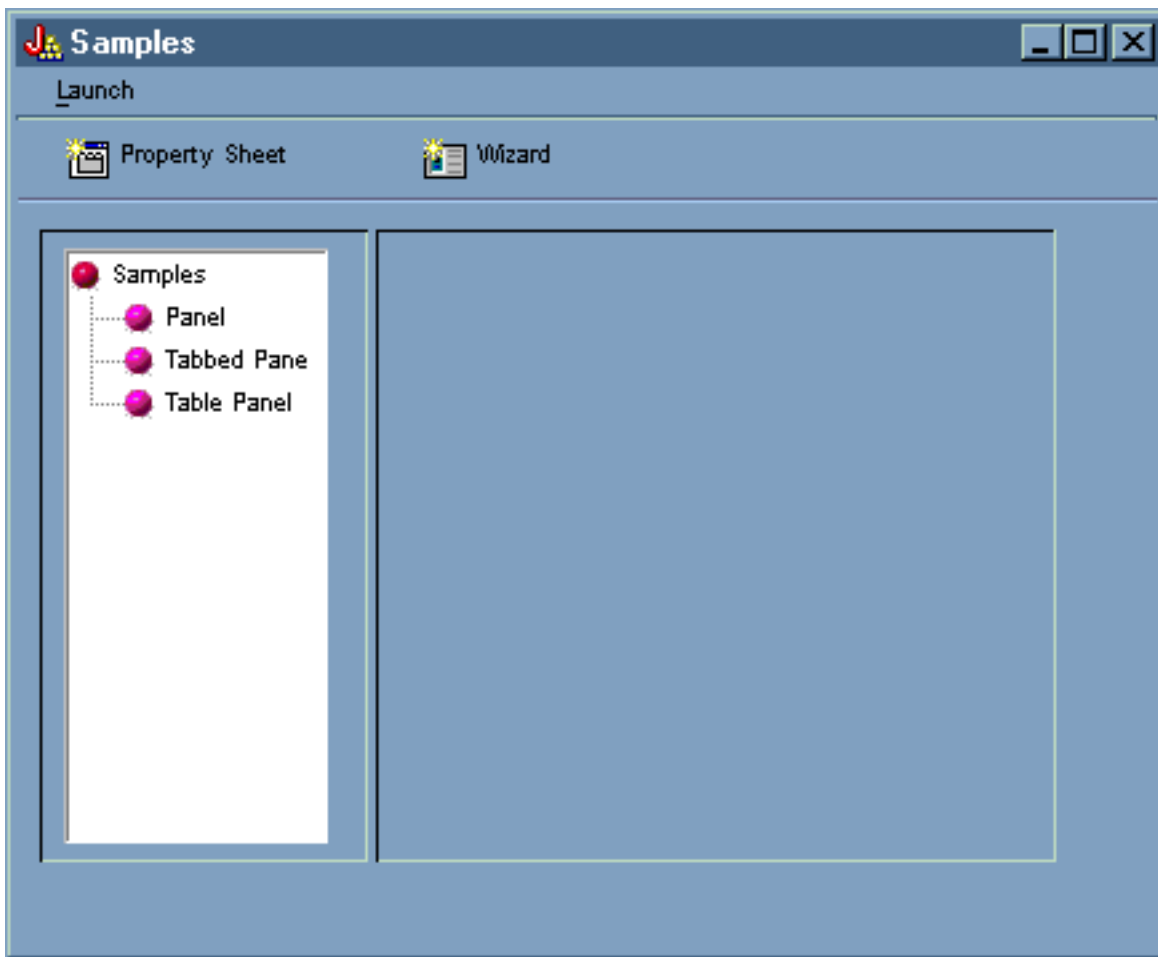 Samples
Launch
Property Sheet
Wizard
Samples
Panel
Tabbed Pane
Table Panel